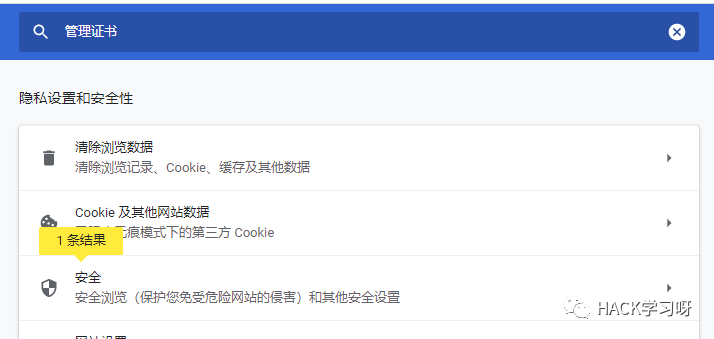 管理证书
隐私设置和安全性
清除浏览数据
清除浏览记录、Cookie、缓存及其他数据
Cookie 及其他网站数据
无痕模式下的第三方 Cookie
1 条结果
安全
安全浏览（保护您免受危险网站的侵害）和其他安全设置
HACK学习呀